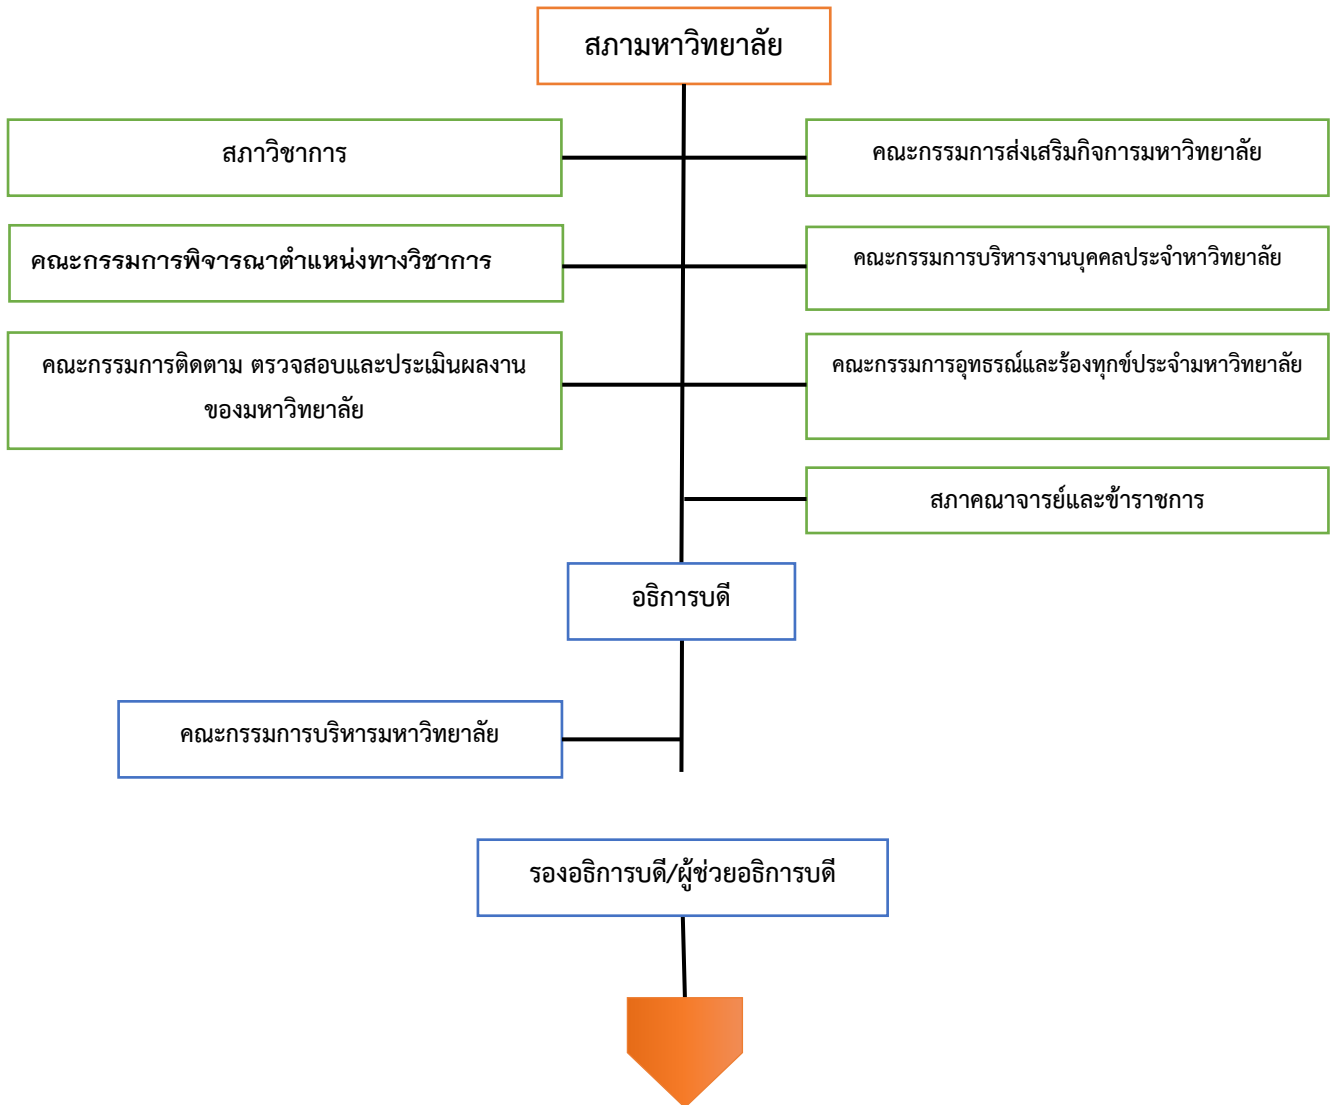 สภามหาวิทยาลัย
สภาวิชาการ
คณะกรรมการส่งเสริมกิจการมหาวิทยาลัย
คณะกรรมการพิจารณาตำแหน่งทางวิชาการ
คณะกรรมการบริหารงานบุคคลประจำหาวิทยาลัย
คณะกรรมการติดตาม ตรวจสอบและประเมินผลงาน
ของมหาวิทยาลัย
คณะกรรมการอุทธรณ์และร้องทุกข์ประจำมหาวิทยาลัย
สภาคณาจารย์และข้าราชการ
อธิการบดี
คณะกรรมการบริหารมหาวิทยาลัย
รองอธิการบดี/ผู้ช่วยอธิการบดี